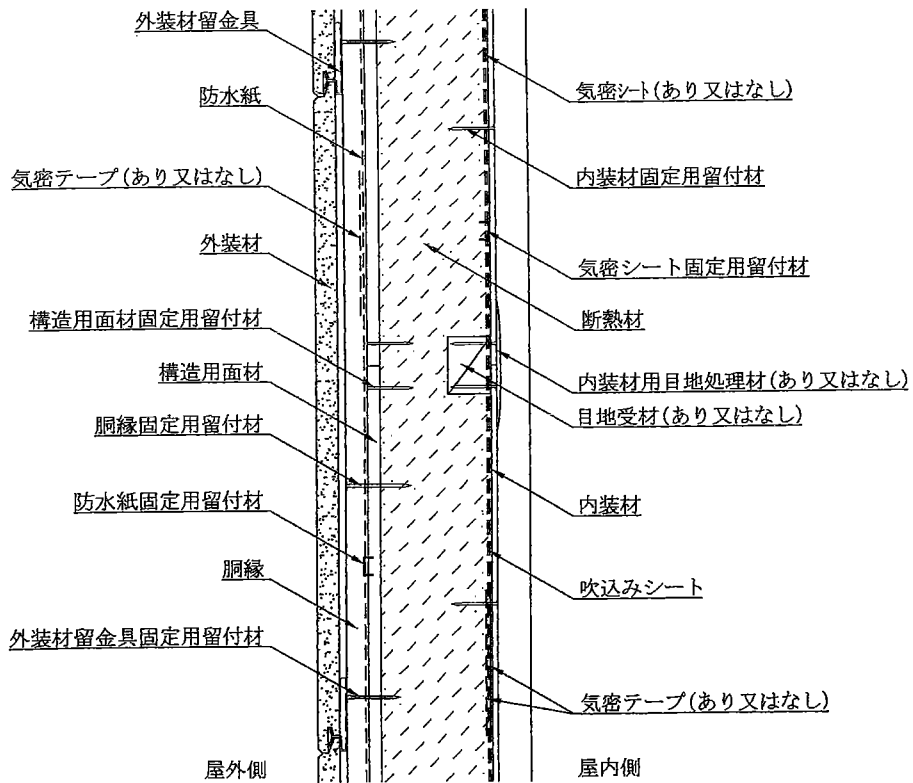 外装材留金具
防水紙
気密テープ(あり又はなし)
外装材
構造用面材固定用留付材
構造用面材
胴縁固定用留付材
防水紙固定用留付材
胴縁
外装材留金具固定用留付材
屋外側
気密シート(あり又はなし)
内装材固定用留付材
気密シート固定用留付材
断熱材
内装材用目地処理材(あり又はなし)
目地受材(あり又はなし)
内装材
吹込みシート
気密テープ(あり又はなし)
屋内側